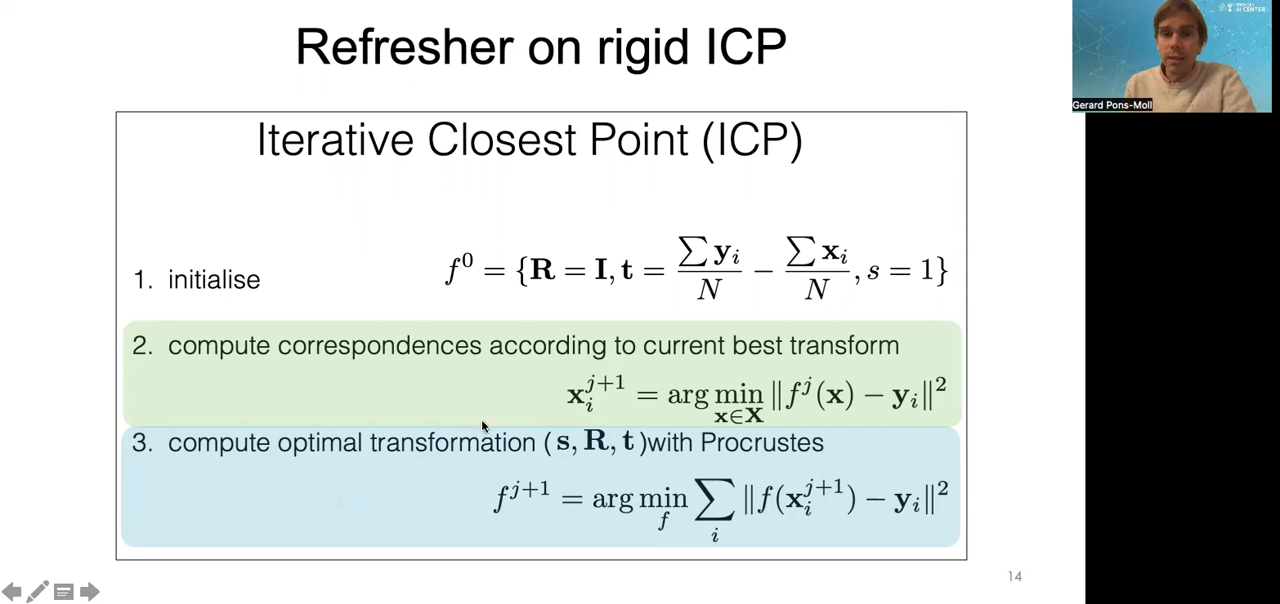 Refresher on rigid ICP
Iterative Closest Point (ICP)
1. initialise f^0 = {R = I, t = ∑y_i/N − ∑x_i/N, s = 1}
2. compute correspondences according to current best transform
x_i^{j+1} = arg min_{x∈X} ‖f^j(x) − y_i‖^2
3. compute optimal transformation (s, R, t)with Procrustes
f^{j+1} = arg min_f ∑_i ‖f(x_i^{j+1}) − y_i‖^2
14
AI CENTER
Gerard Pons-Moll